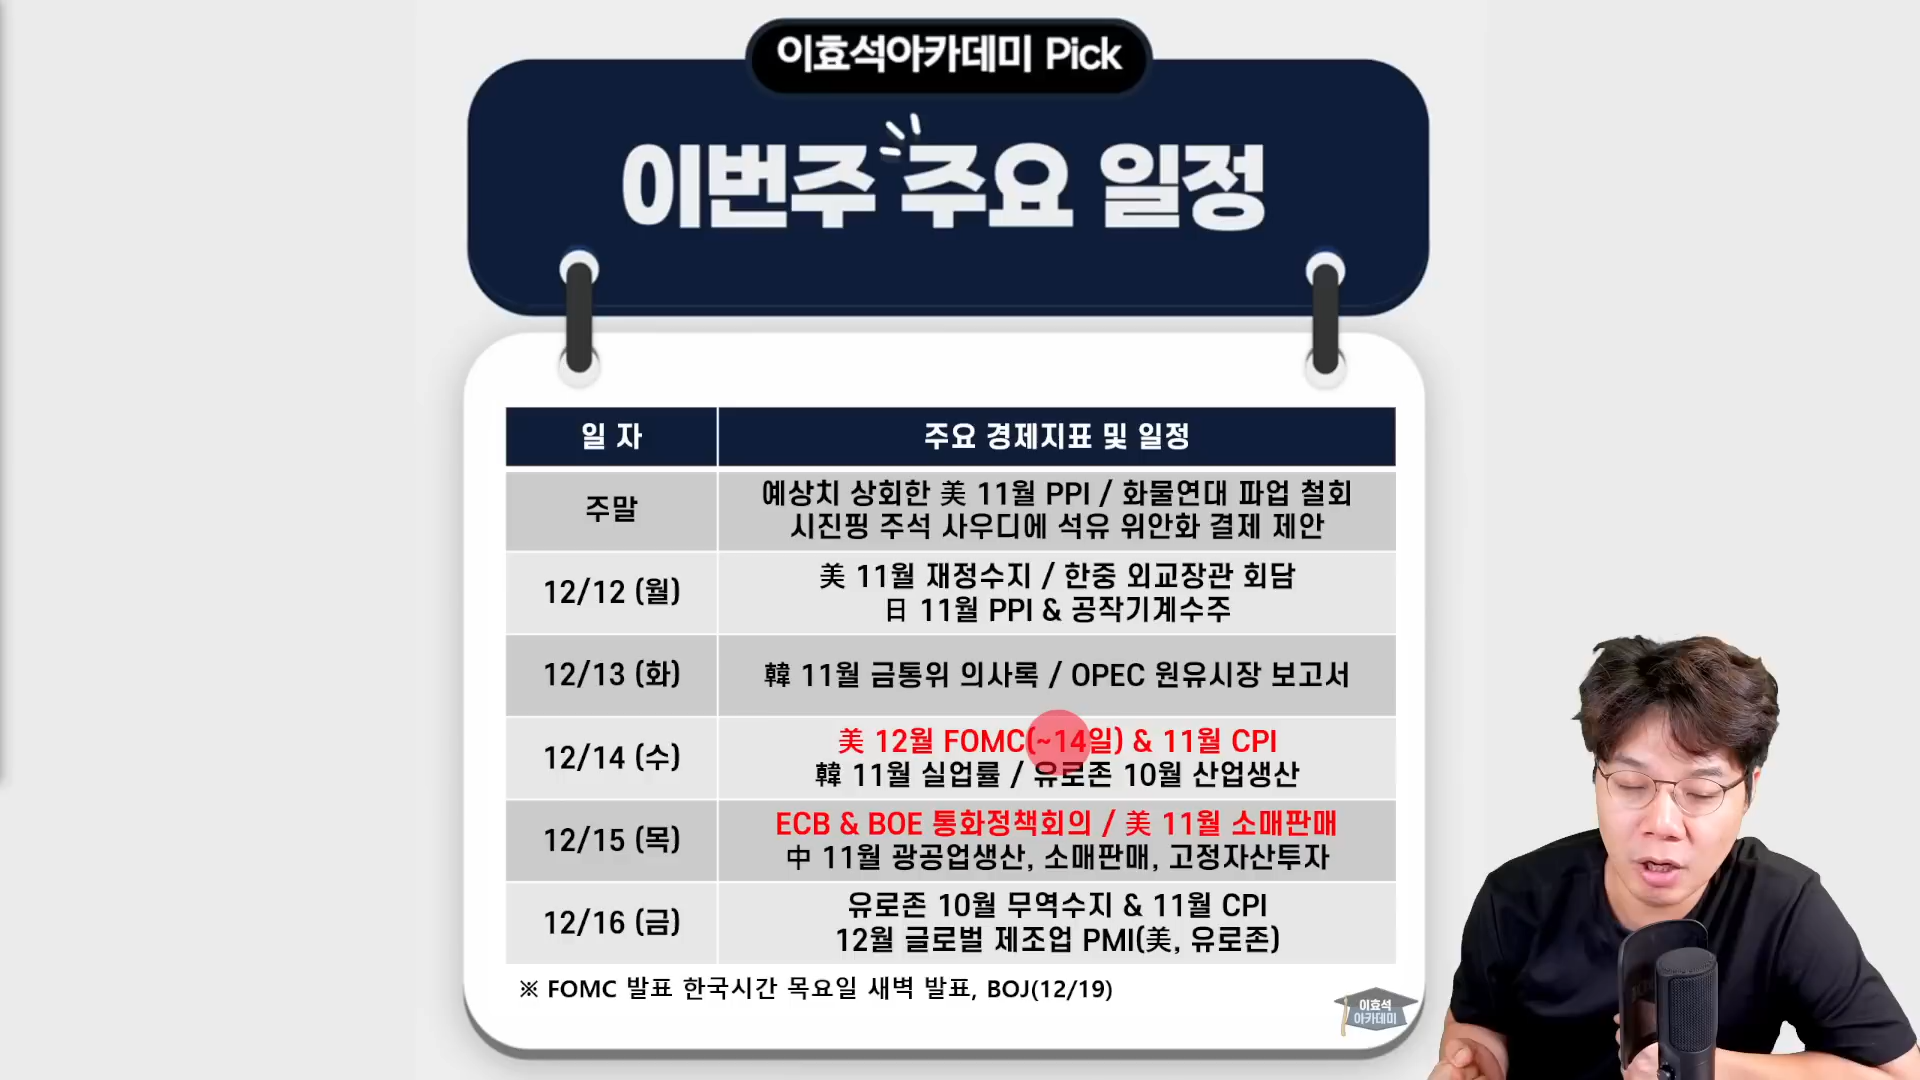 이효석아카데미 Pick
이번주 주요 일정
일 자
주요 경제지표 및 일정
주말
예상치 상회한 美 11월 PPI / 화물연대 파업 철회
시진핑 주석 사우디에 석유 위안화 결제 제안
12/12 (월)
美 11월 재정수지 / 한중 외교장관 회담
日 11월 PPI & 공작기계수주
12/13 (화)
韓 11월 금통위 의사록 / OPEC 원유시장 보고서
12/14 (수)
美 12월 FOMC(~14일) & 11월 CPI
韓 11월 실업률 / 유로존 10월 산업생산
12/15 (목)
ECB & BOE 통화정책회의 / 美 11월 소매판매
中 11월 광공업생산, 소매판매, 고정자산투자
12/16 (금)
유로존 10월 무역수지 & 11월 CPI
12월 글로벌 제조업 PMI(美, 유로존)
※ FOMC 발표 한국시간 목요일 새벽 발표, BOJ(12/19)
이효석
아카데미